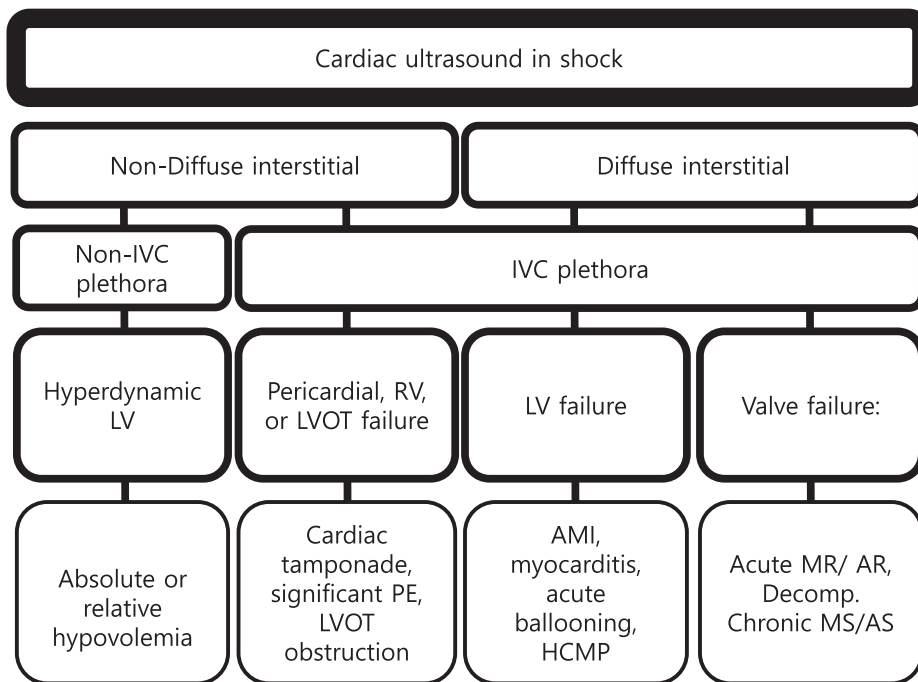 Cardiac ultrasound in shock
Non-Diffuse interstitial
Diffuse interstitial
Non-IVC
plethora
IVC plethora
Hyperdynamic
LV
Pericardial, RV,
or LVOT failure
LV failure
Valve failure:
Absolute or
relative
hypovolemia
Cardiac
tamponade,
significant PE,
LVOT
obstruction
AMI,
myocarditis,
acute
ballooning,
HCMP
Acute MR/ AR,
Decomp.
Chronic MS/AS